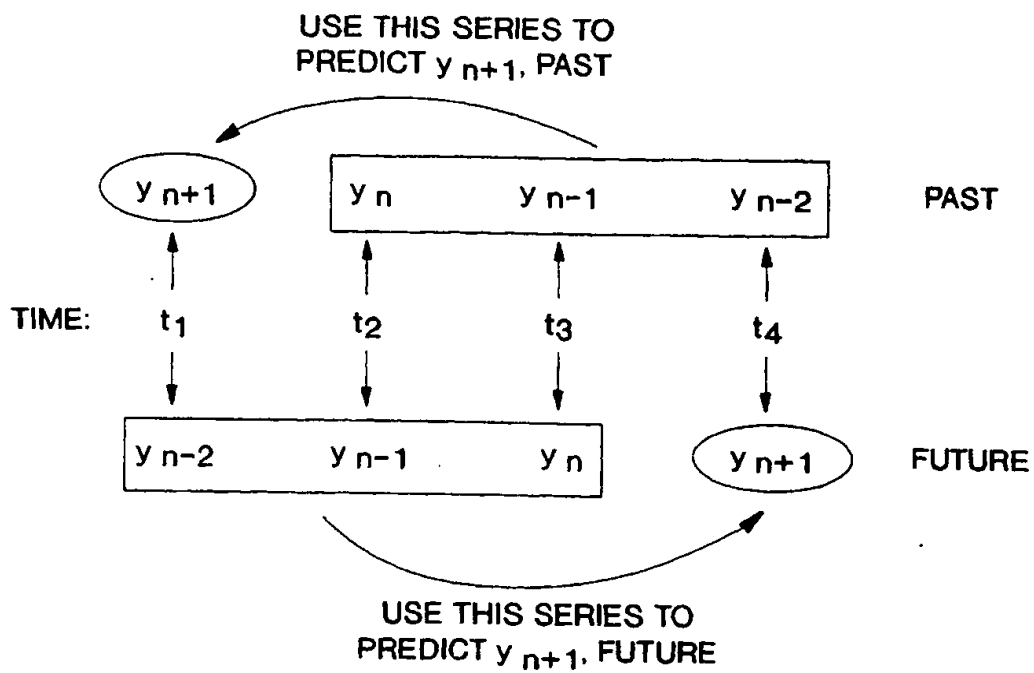 USE THIS SERIES TO
PREDICT y n+1, PAST
y n+1 y n y n-1 y n-2 PAST
TIME: t1 t2 t3 t4
y n-2 y n-1 y n y n+1 FUTURE
USE THIS SERIES TO
PREDICT y n+1, FUTURE